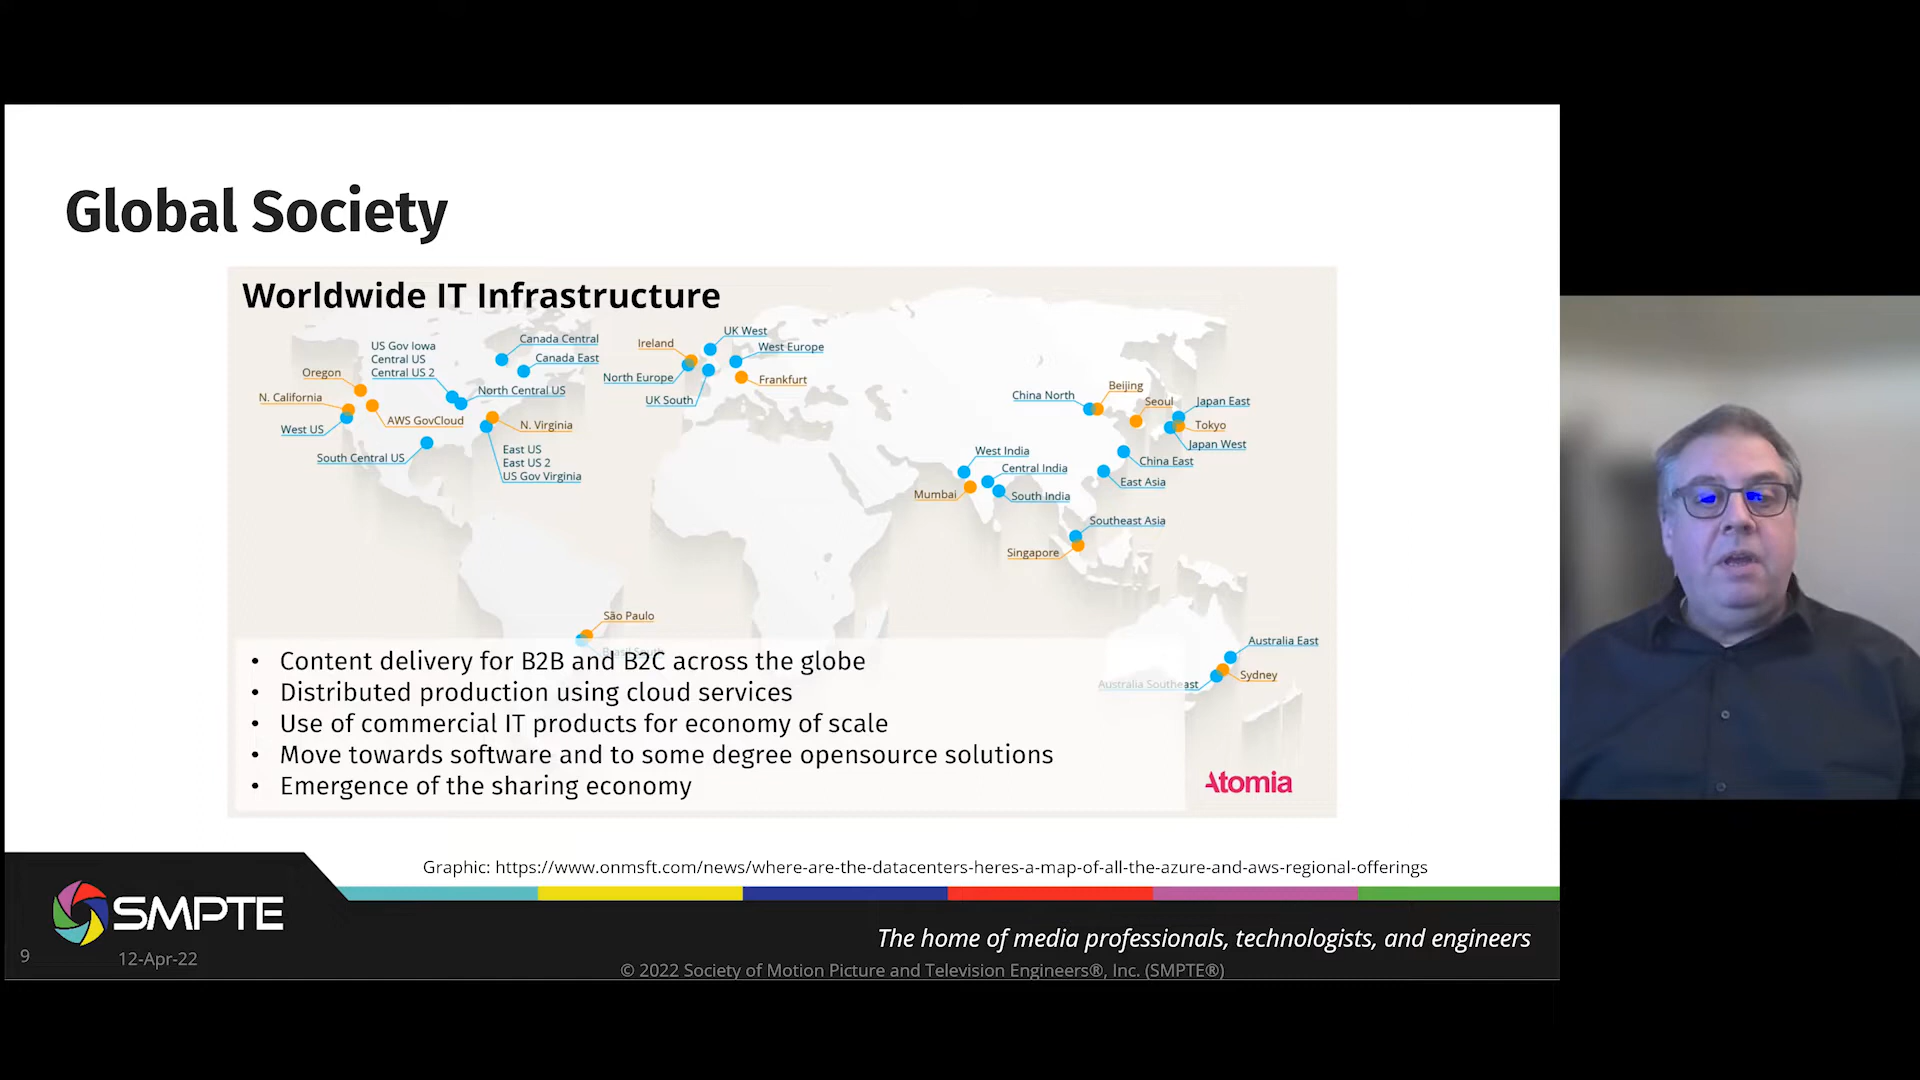 Global Society
Worldwide IT Infrastructure
US Gov Iowa
Central US
Central US 2
Canada Central
Canada East
Oregon
North Central US
N. California
AWS GovCloud
West US
N. Virginia
South Central US
East US
East US 2
US Gov Virginia
UK West
Ireland
West Europe
North Europe
Frankfurt
UK South
Beijing
China North
Seoul
Japan East
Tokyo
Japan West
West India
China East
Central India
East Asia
Mumbai
South India
Southeast Asia
Singapore
São Paulo
Brasil South
Australia East
Sydney
Australia Southeast
• Content delivery for B2B and B2C across the globe
• Distributed production using cloud services
• Use of commercial IT products for economy of scale
• Move towards software and to some degree opensource solutions
• Emergence of the sharing economy
Atomia
Graphic: https://www.onmsft.com/news/where-are-the-datacenters-heres-a-map-of-all-the-azure-and-aws-regional-offerings
SMPTE
The home of media professionals, technologists, and engineers
9
12-Apr-22
© 2022 Society of Motion Picture and Television Engineers®, Inc. (SMPTE®)